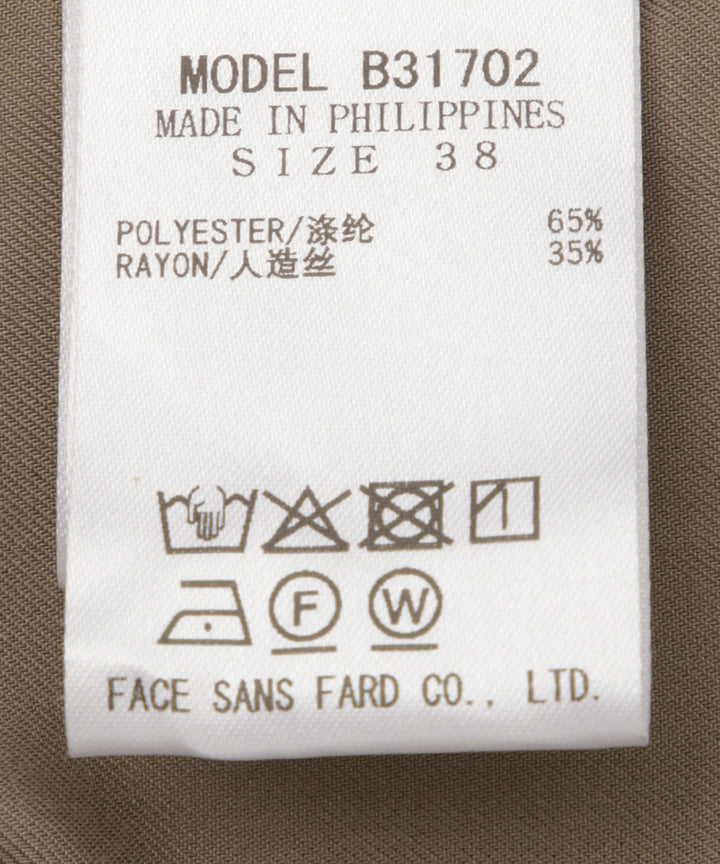 MODEL B31702
MADE IN PHILIPPINES
SIZE 38
POLYESTER/涤纶 65%
RAYON/人造丝 35%
F W
FACE SANS FARD CO., LTD.